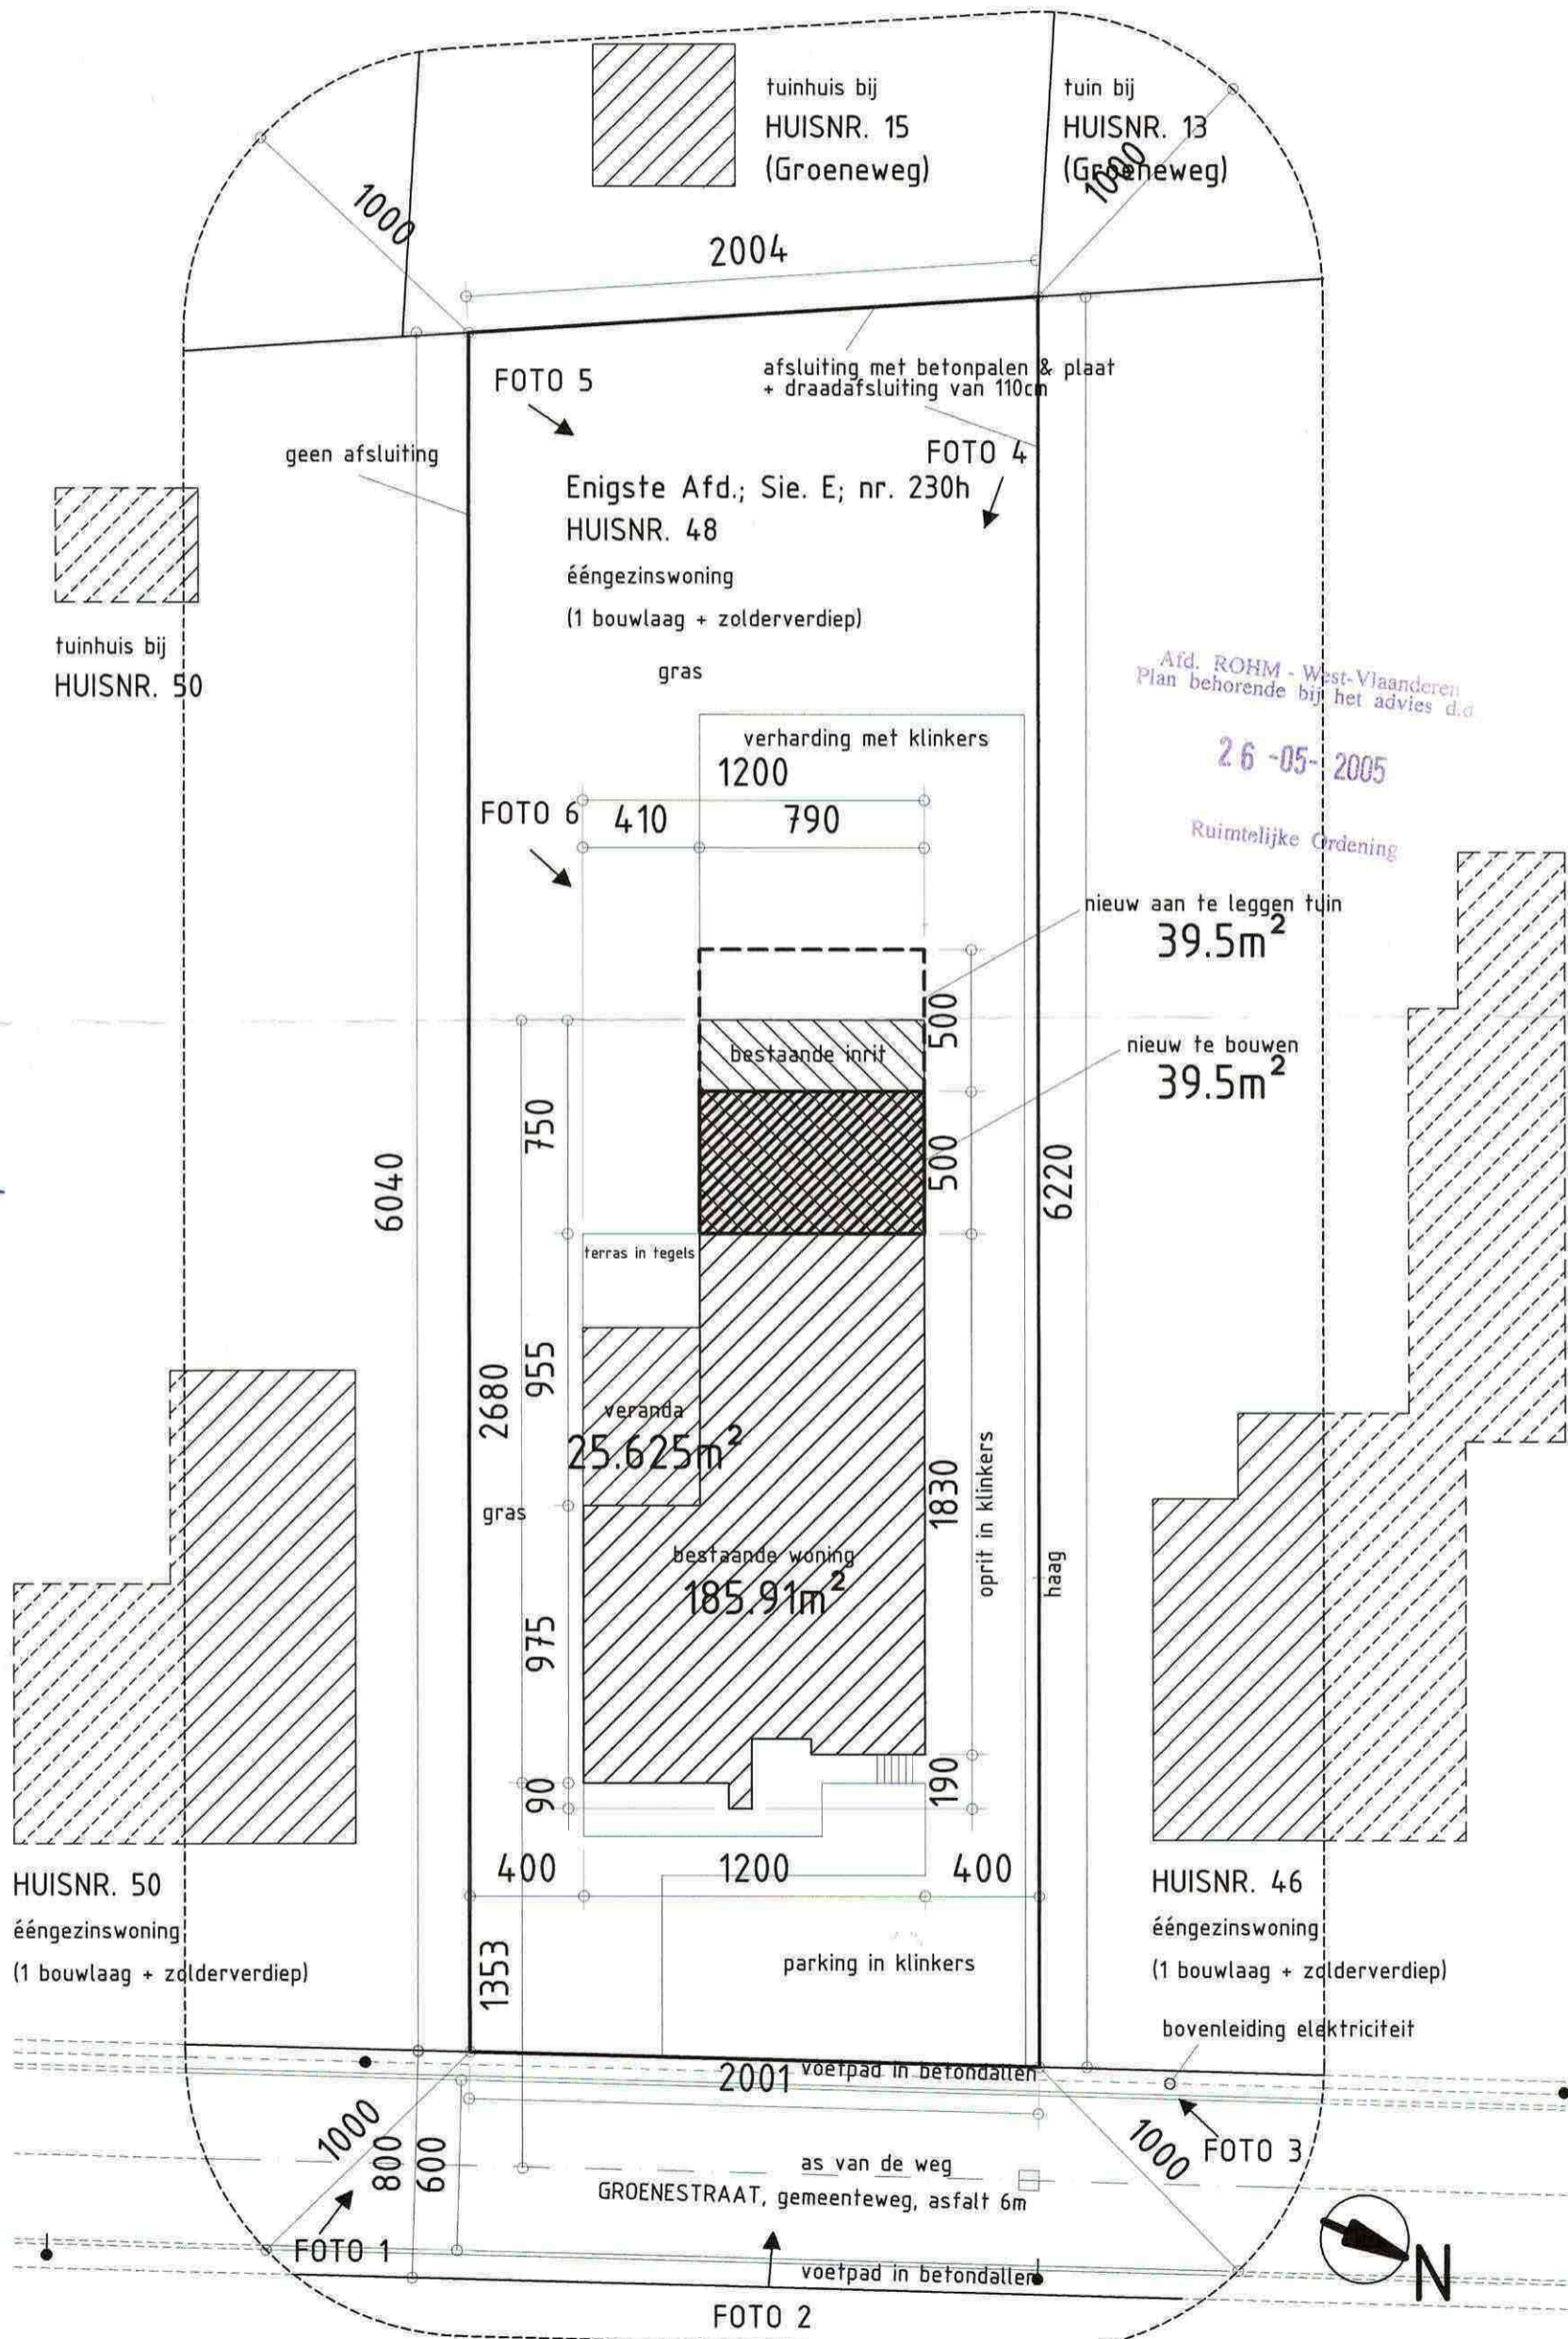 tuinhuis bij
HUISNR. 15
(Groeneweg)
tuin bij
HUISNR. 13
(Groeneweg)
1000
1000
2004
afsluiting met betonpalen & plaat
+ draadafsluiting van 110cm
FOTO 5
FOTO 4
geen afsluiting
Enigste Afd.; Sie. E; nr. 230h
HUISNR. 48
ééngezinswoning
(1 bouwlaag + zolderverdiep)
gras
tuinhuis bij
HUISNR. 50
Afd. ROHM - West-Vlaanderen
Plan behorende bij het advies d.d.
26 -05- 2005
Ruimtelijke Ordening
verharding met klinkers
1200
FOTO 6
410
790
nieuw aan te leggen tuin
39.5m²
500
bestaande inrit
nieuw te bouwen
39.5m²
750
500
6040
6220
terras in tegels
955
2680
veranda
25.625m²
1830
oprit in klinkers
gras
bestaande woning
185.91m²
haag
975
90
190
400
1200
400
HUISNR. 50
ééngezinswoning
(1 bouwlaag + zolderverdiep)
HUISNR. 46
ééngezinswoning
(1 bouwlaag + zolderverdiep)
1353
parking in klinkers
bovenleiding elektriciteit
2001
voetpad in betondallen
1000
800
600
1000
FOTO 3
as van de weg
GROENESTRAAT, gemeenteweg, asfalt 6m
FOTO 1
voetpad in betondallen
FOTO 2
N